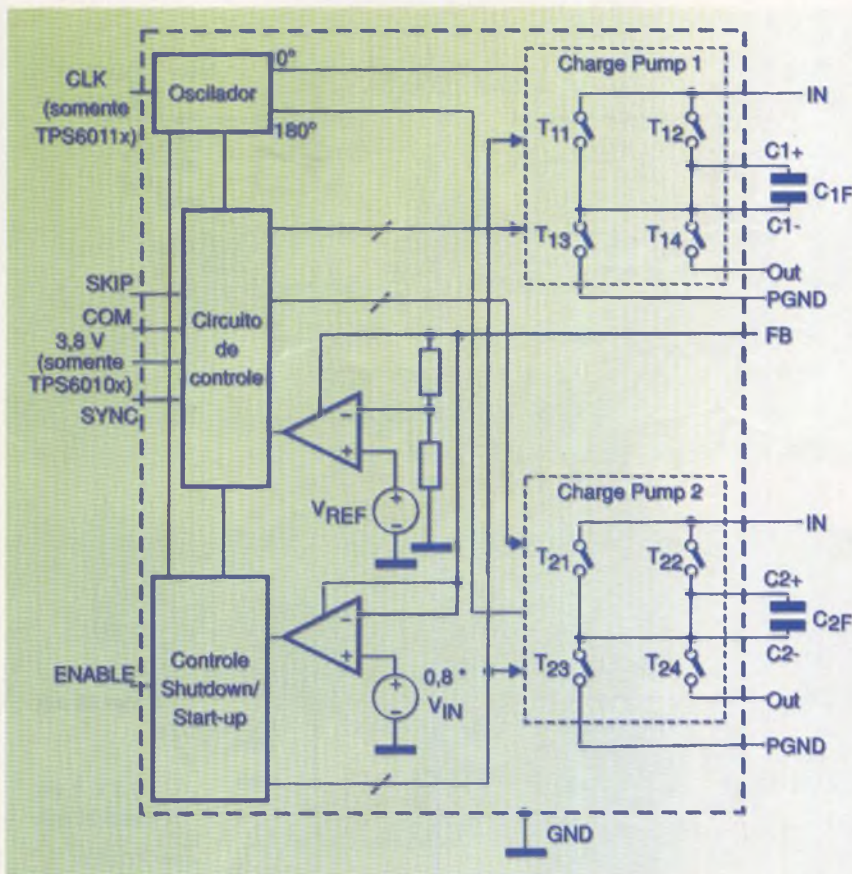 CLK
(somente
TPS6011x)
Oscilador
0°
180°
Charge Pump 1
T11
T12
T13
T14
IN
C1+
C1F
C1-
Out
PGND
FB
SKIP
COM
3,8 V
(somente
TPS6010x)
SYNC
Circuito
de
controle
-
+
VREF
+
-
Charge Pump 2
T21
T22
T23
T24
IN
C2+
C2F
C2-
Out
PGND
ENABLE
Controle
Shutdown/
Start-up
-
+
+
-
0,8 *
VIN
GND